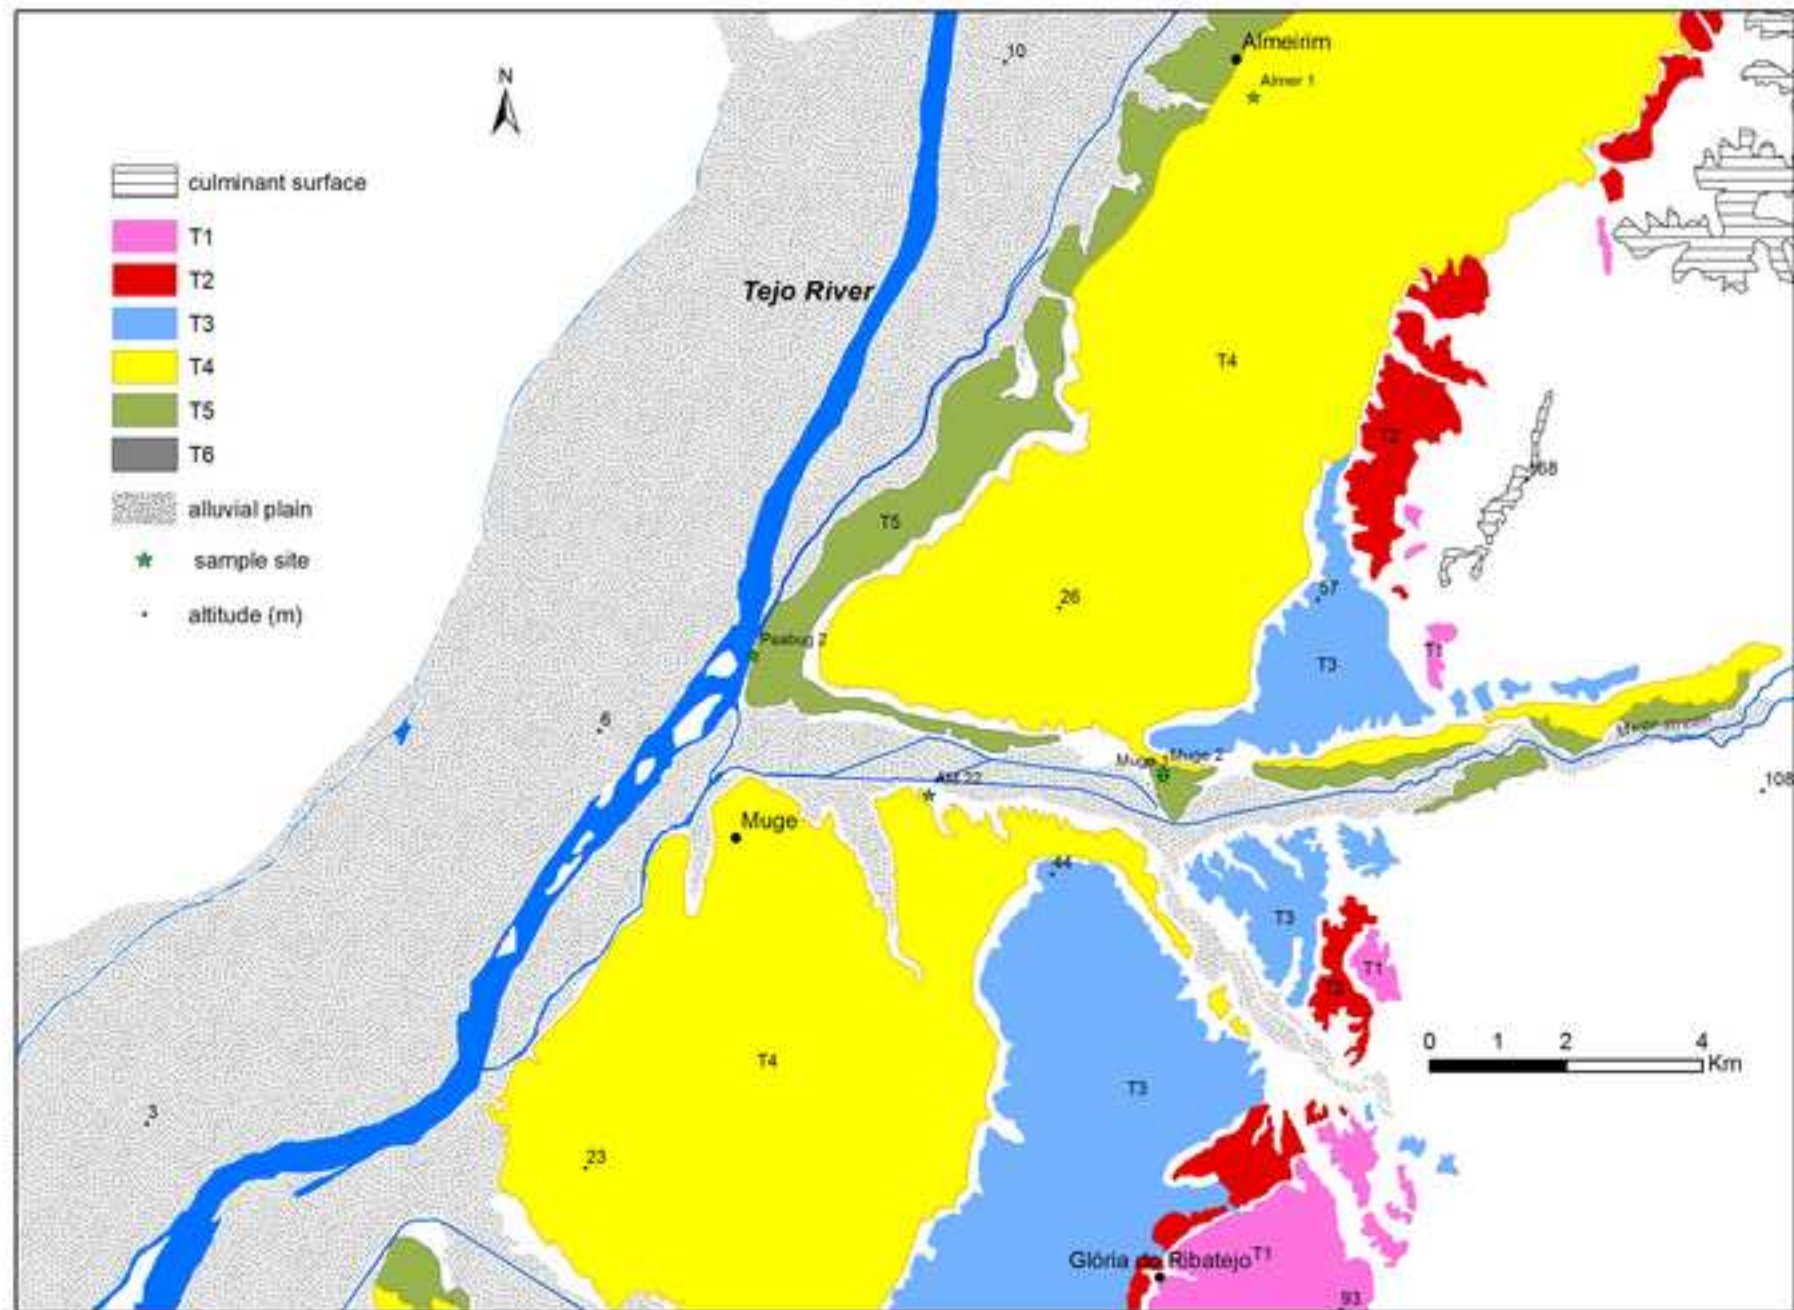 Almeirim
10
N
Almer 1
culminant surface
T1
T2
T3
T4
T5
T6
alluvial plain
sample site
altitude (m)
Tejo River
T4
T2
T5
26
57
Paabug 2
T3
T1
6
Muge 2
108
Muge
44
T3
T1
T2
0 1 2 4
Km
T4
T3
3
23
Glória do Ribatejo
T1
93